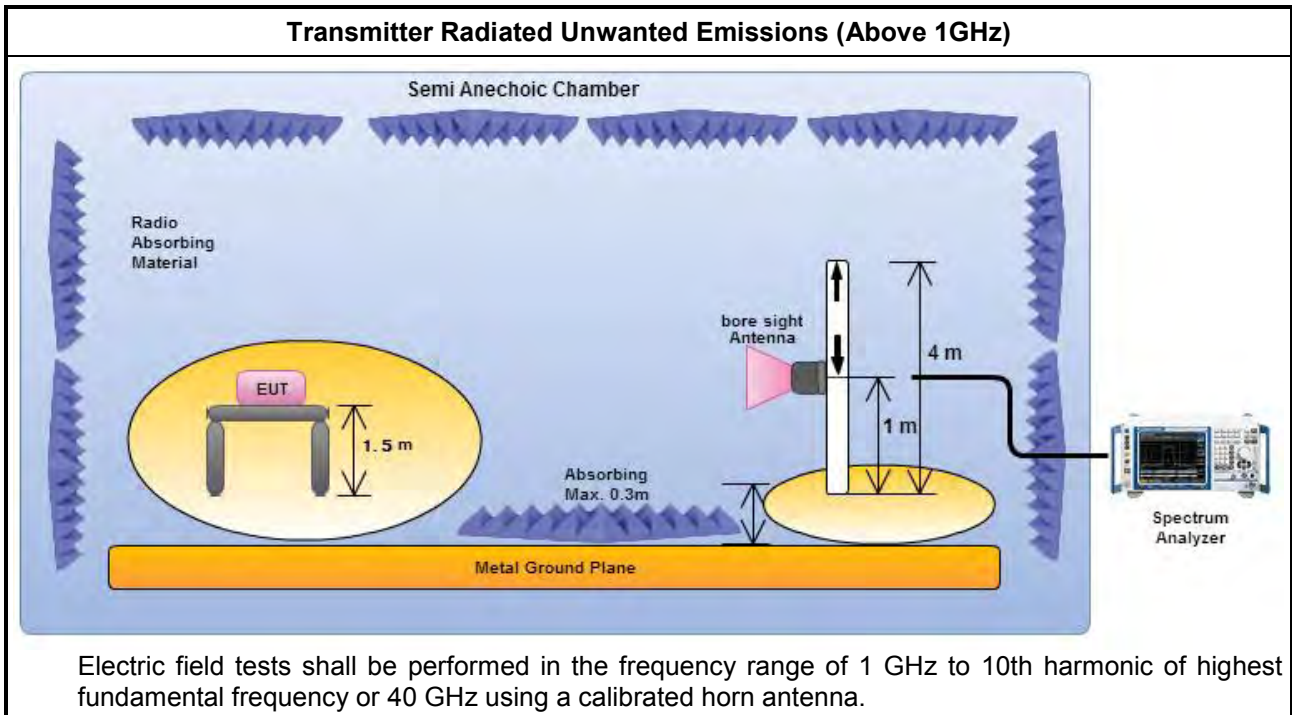 Transmitter Radiated Unwanted Emissions (Above 1GHz)
Semi Anechoic Chamber
Radio
Absorbing
Material
bore sight
Antenna
4 m
EUT
1.5 m
1 m
Absorbing
Max. 0.3m
Spectrum
Analyzer
Metal Ground Plane
Electric field tests shall be performed in the frequency range of 1 GHz to 10th harmonic of highest
fundamental frequency or 40 GHz using a calibrated horn antenna.